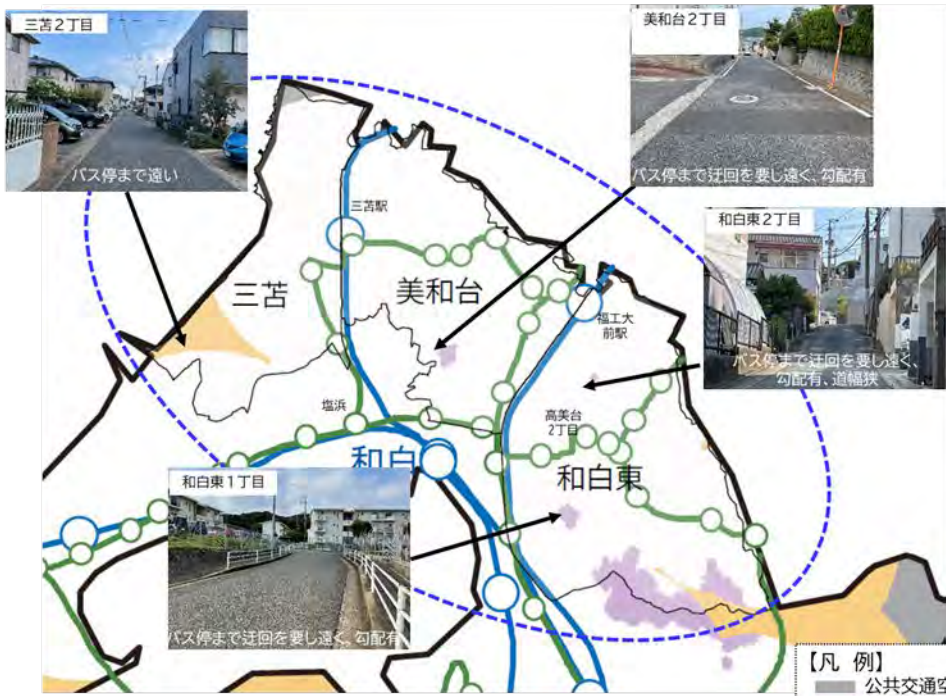 三苫2丁目
バス停まで遠い
美和台2丁目
バス停まで迂回を要し遠く、勾配有
三苫駅
三苫
美和台
福工大
前駅
和白東2丁目
バス停まで迂回を要し遠く、
勾配有、道幅狭
塩浜
高美台
2丁目
和白
和白東
和白東1丁目
バス停まで迂回を要し遠く、勾配有
【凡 例】
公共交通空